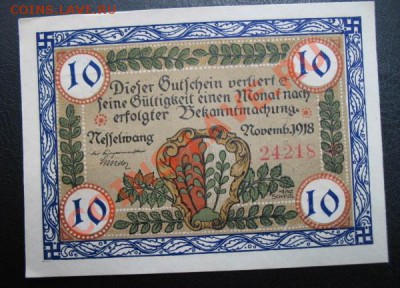 COINS.LAVE.RU
10 10
Dieser Gutschein verliert
seine Gültigkeit einen Monat nach
erfolgter Bekanntmachung.
Nesselwang Novemb. 1918
24218
10 10